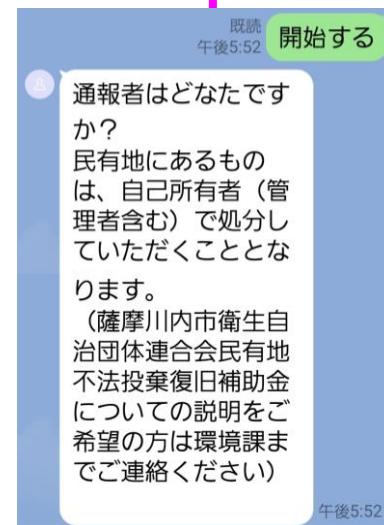 既読
午後5:52
開始する
通報者はどなたです
か？
民有地にあるもの
は、自己所有者（管
理者含む）で処分し
ていただくこととな
ります。
（薩摩川内市衛生自
治団体連合会民有地
不法投棄復旧補助金
についての説明をご
希望の方は環境課ま
でご連絡ください）
午後5:52